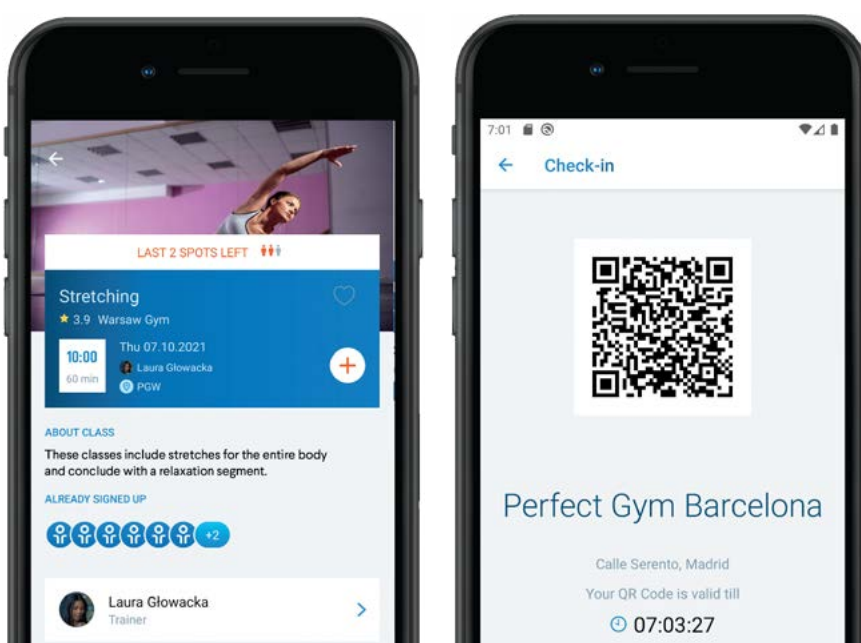 LAST 2 SPOTS LEFT
Stretching
3.9 Warsaw Gym
10:00
60 min
Thu 07.10.2021
Laura Głowacka
PGW
ABOUT CLASS
These classes include stretches for the entire body
and conclude with a relaxation segment.
ALREADY SIGNED UP
+2
Laura Głowacka
Trainer
7:01
Check-in
Perfect Gym Barcelona
Calle Serento, Madrid
Your QR Code is valid till
07:03:27